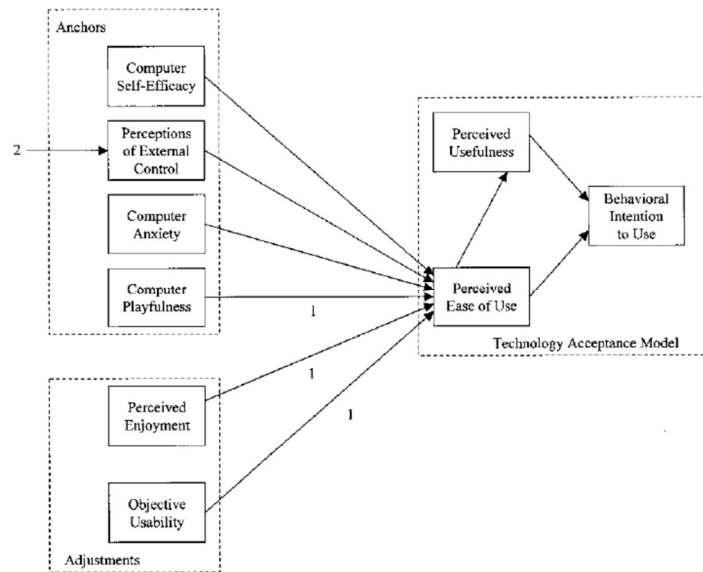 Anchors
Computer
Self-Efficacy
Perceptions
of External
Control
2
Computer
Anxiety
Computer
Playfulness
1
Perceived
Usefulness
Behavioral
Intention
to Use
Perceived
Ease of Use
Technology Acceptance Model
1
1
Perceived
Enjoyment
Objective
Usability
Adjustments